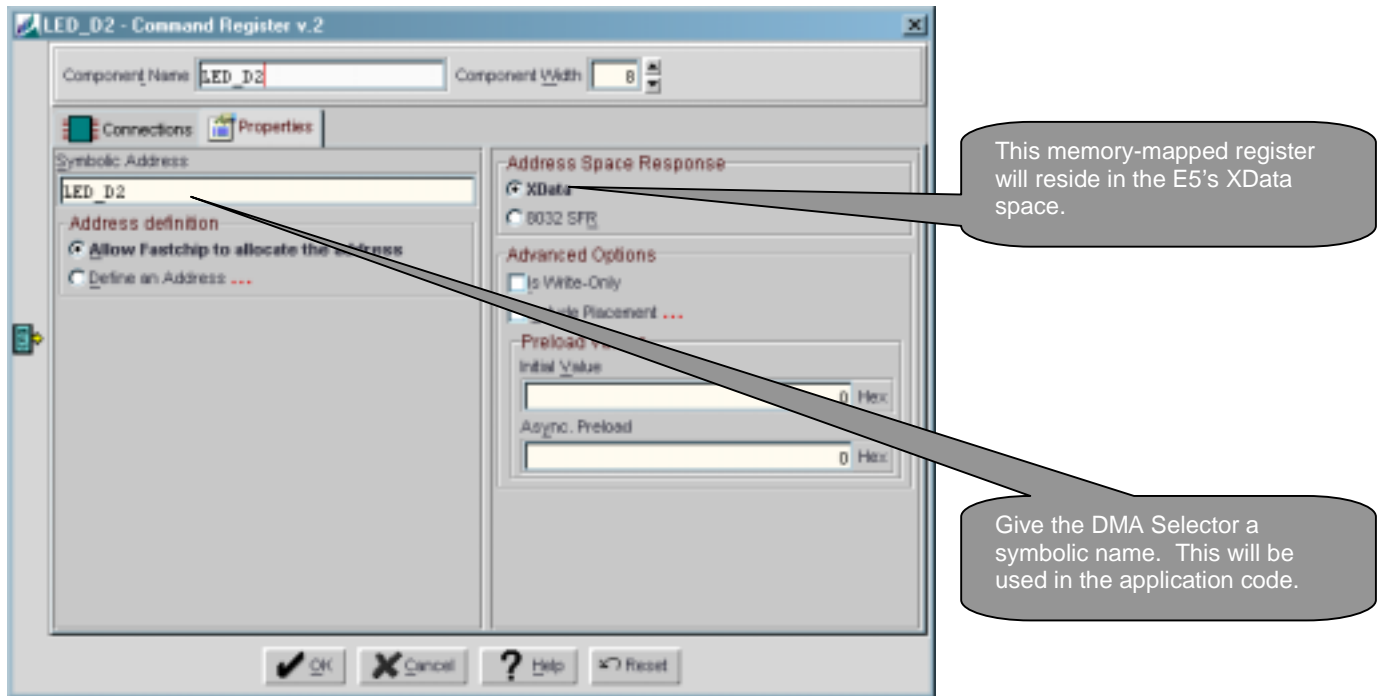 LED_D2 - Command Register v.2
Component Name LED_D2 Component Width 8
Connections Properties
Symbolic Address
LED_D2
Address definition
Allow Fastchip to allocate the address
Define an Address ...
Address Space Response
XData
8032 SFR
Advanced Options
Is Write-Only
Placement ...
Preload
Initial Value
0 Hex
Async. Preload
0 Hex
OK Cancel Help Reset
This memory-mapped register
will reside in the E5's XData
space.
Give the DMA Selector a
symbolic name. This will be
used in the application code.